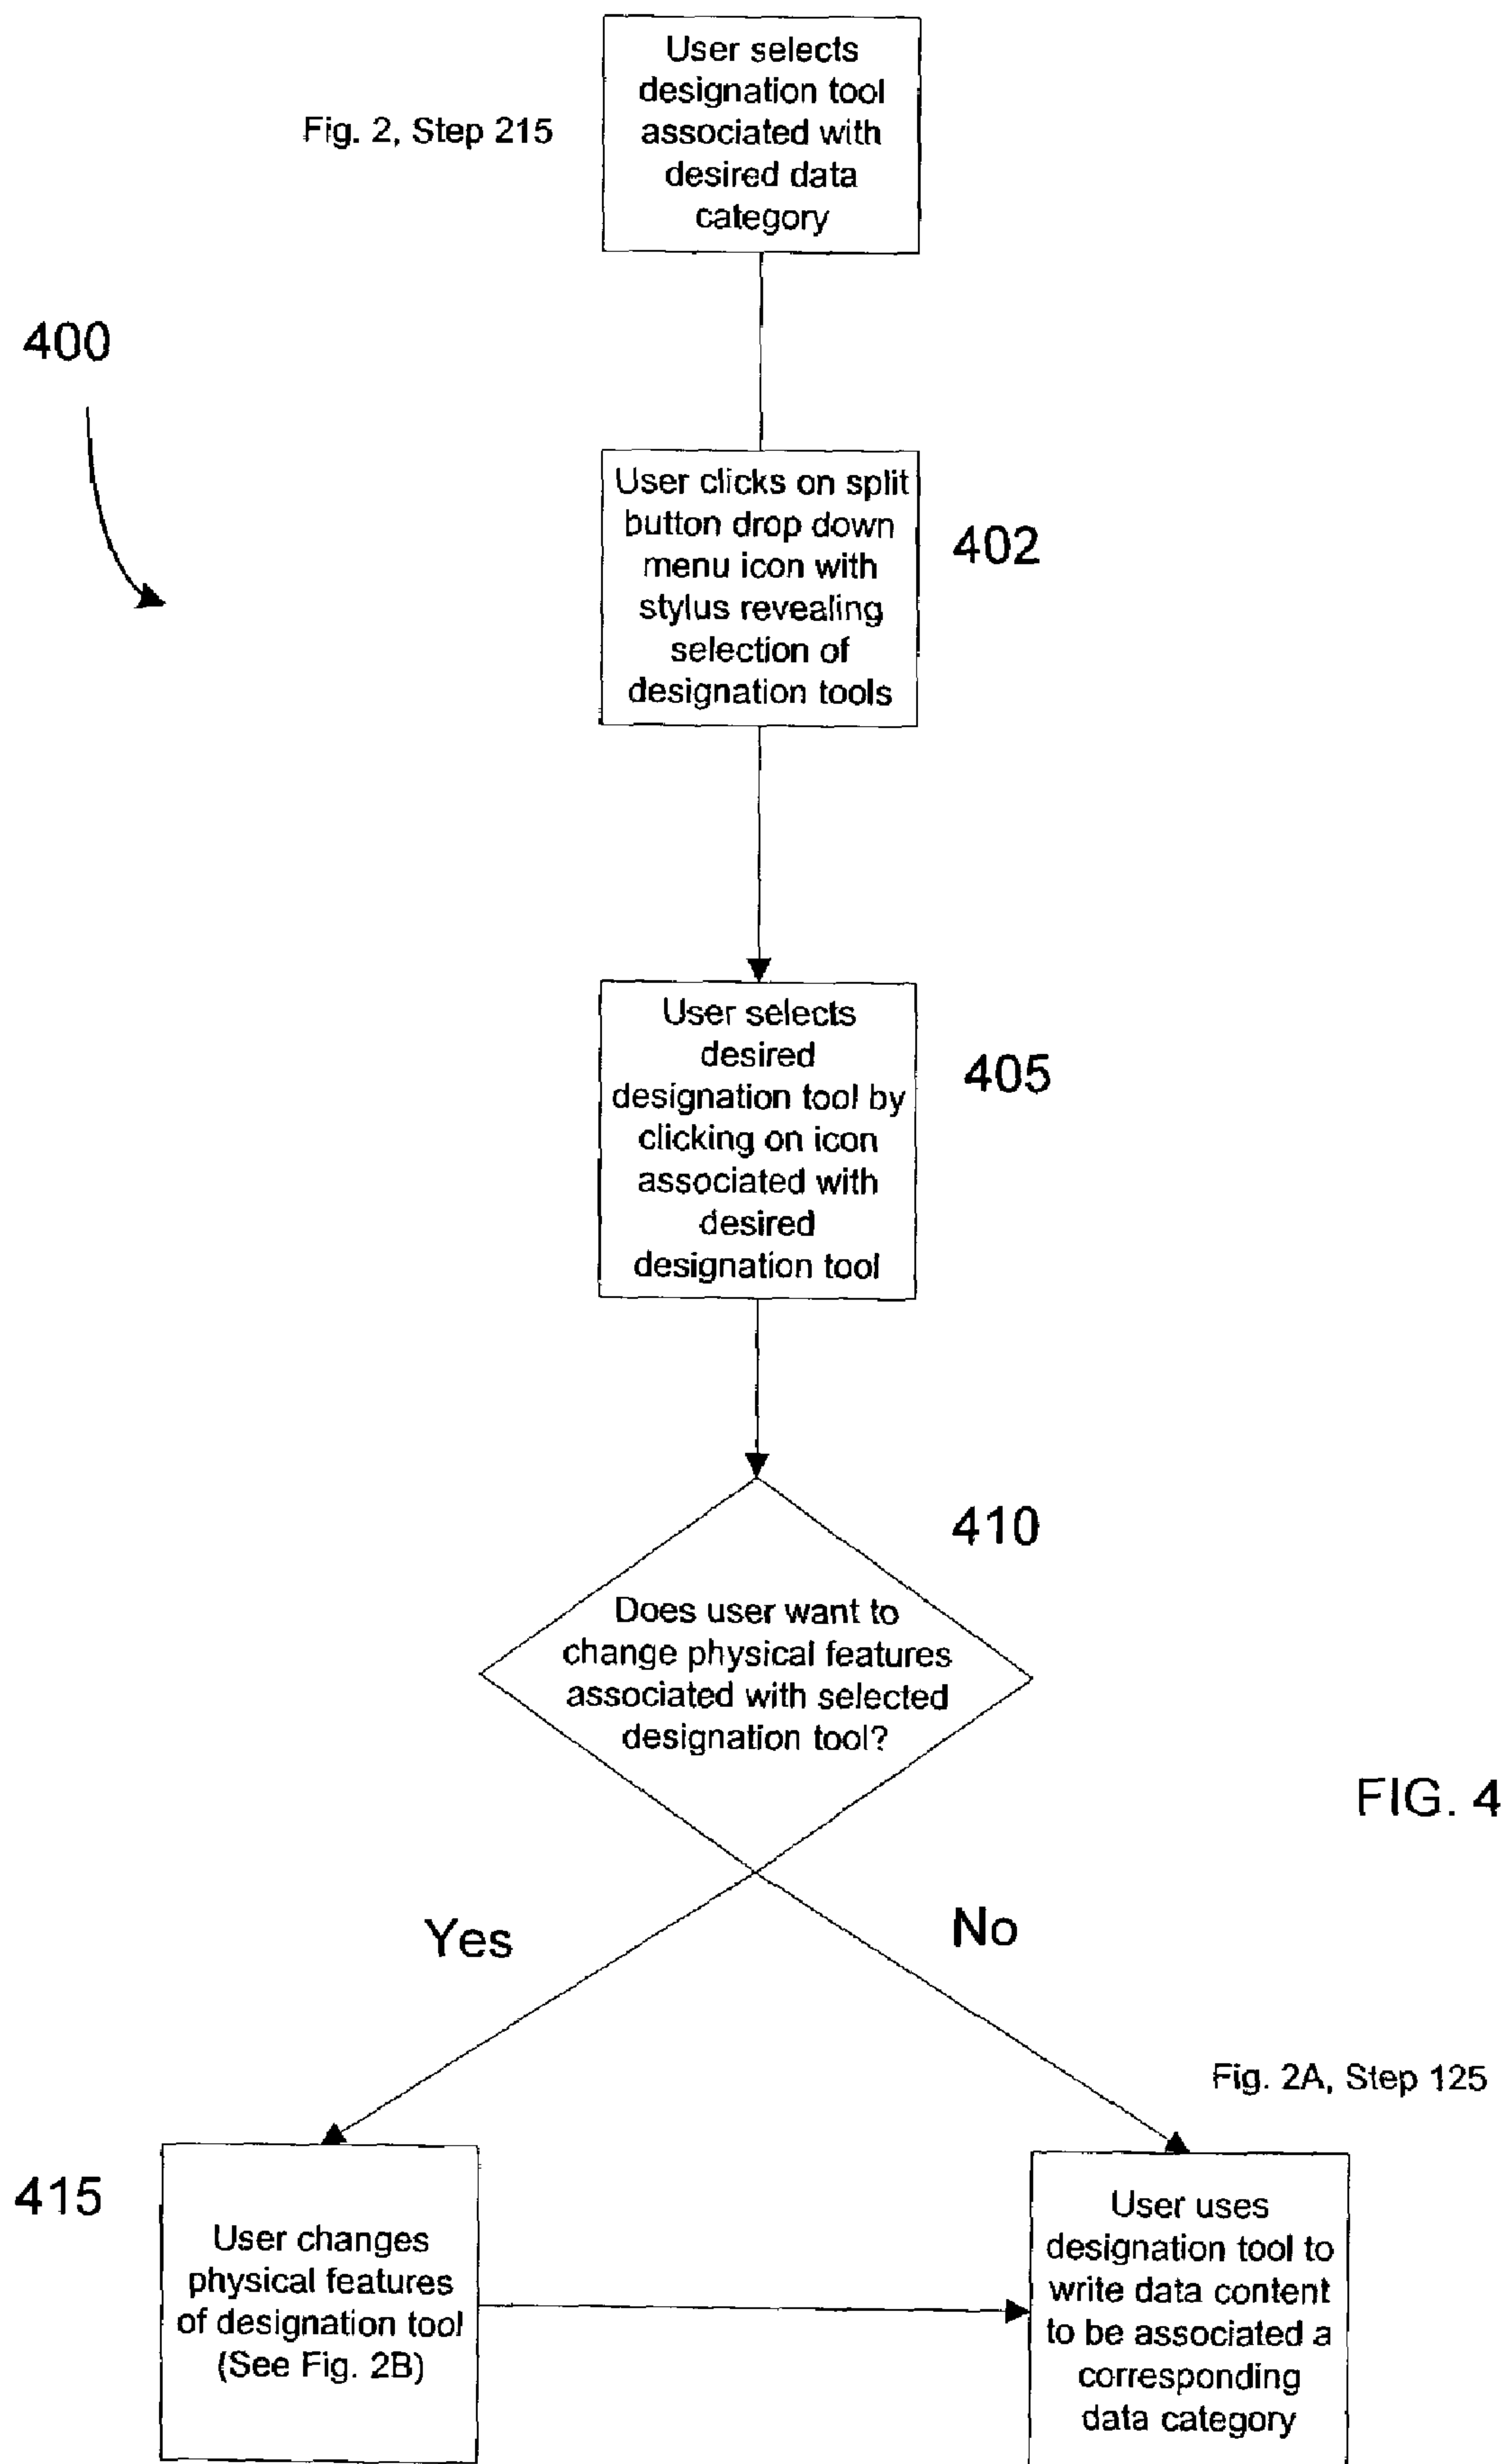 User selects
designation tool
associated with
desired data
category
Fig. 2, Step 215
400
User clicks on split
button drop down
menu icon with
stylus revealing
selection of
designation tools
402
User selects
desired
designation tool by
clicking on icon
associated with
desired
designation tool
405
410
Does user want to
change physical features
associated with selected
designation tool?
FIG. 4
Yes
No
Fig. 2A, Step 125
415
User changes
physical features
of designation tool
(See Fig. 2B)
User uses
designation tool to
write data content
to be associated a
corresponding
data category